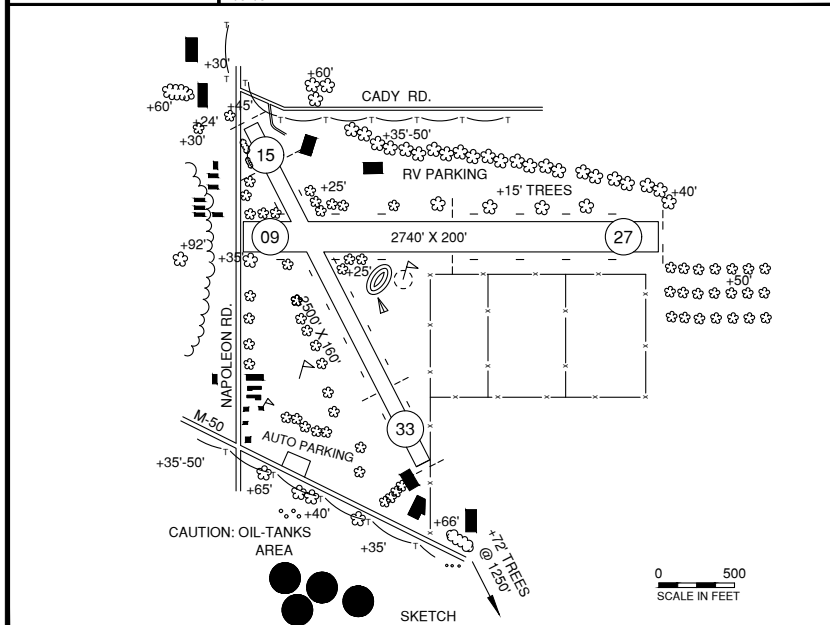 +30'
+60'
CADY RD.
+60'
+45'
+24'
+30'
+35'-50'
15
RV PARKING
+25'
+15' TREES
+40'
+92'
09
2740' X 200'
27
+35'
+25'
+50'
2500' X 160'
NAPOLEON RD.
33
M-50
AUTO PARKING
+35'-50'
+65'
+40'
+66'
CAUTION: OIL-TANKS
AREA
+35'
+72' TREES
@ 1250'
0 500
SCALE IN FEET
SKETCH